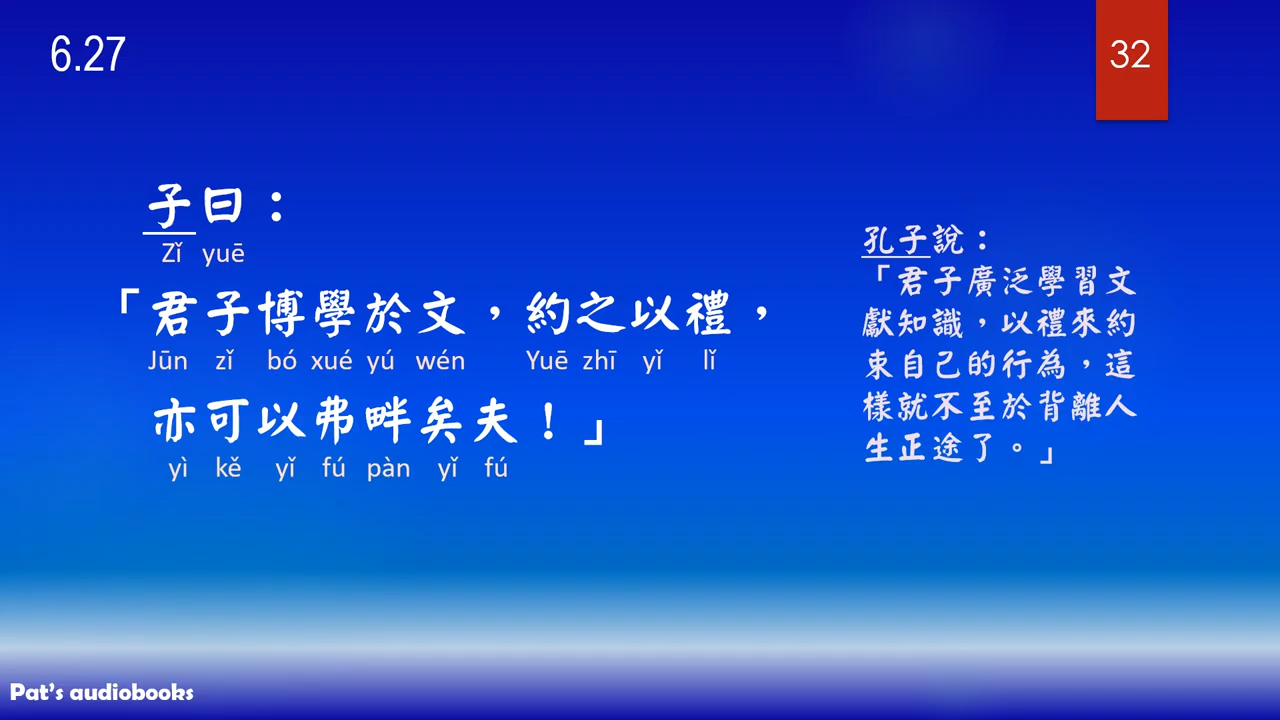 6.27
32
子曰：
Zǐ yuē
「君子博學於文，約之以禮，
Jūn zǐ bó xué yú wén Yuē zhī yǐ lǐ
亦可以弗畔矣夫！」
yì kě yǐ fú pàn yǐ fú
孔子說：
「君子廣泛學習文
獻知識，以禮來約
束自己的行為，這
樣就不至於背離人
生正途了。」
Pat's audiobooks